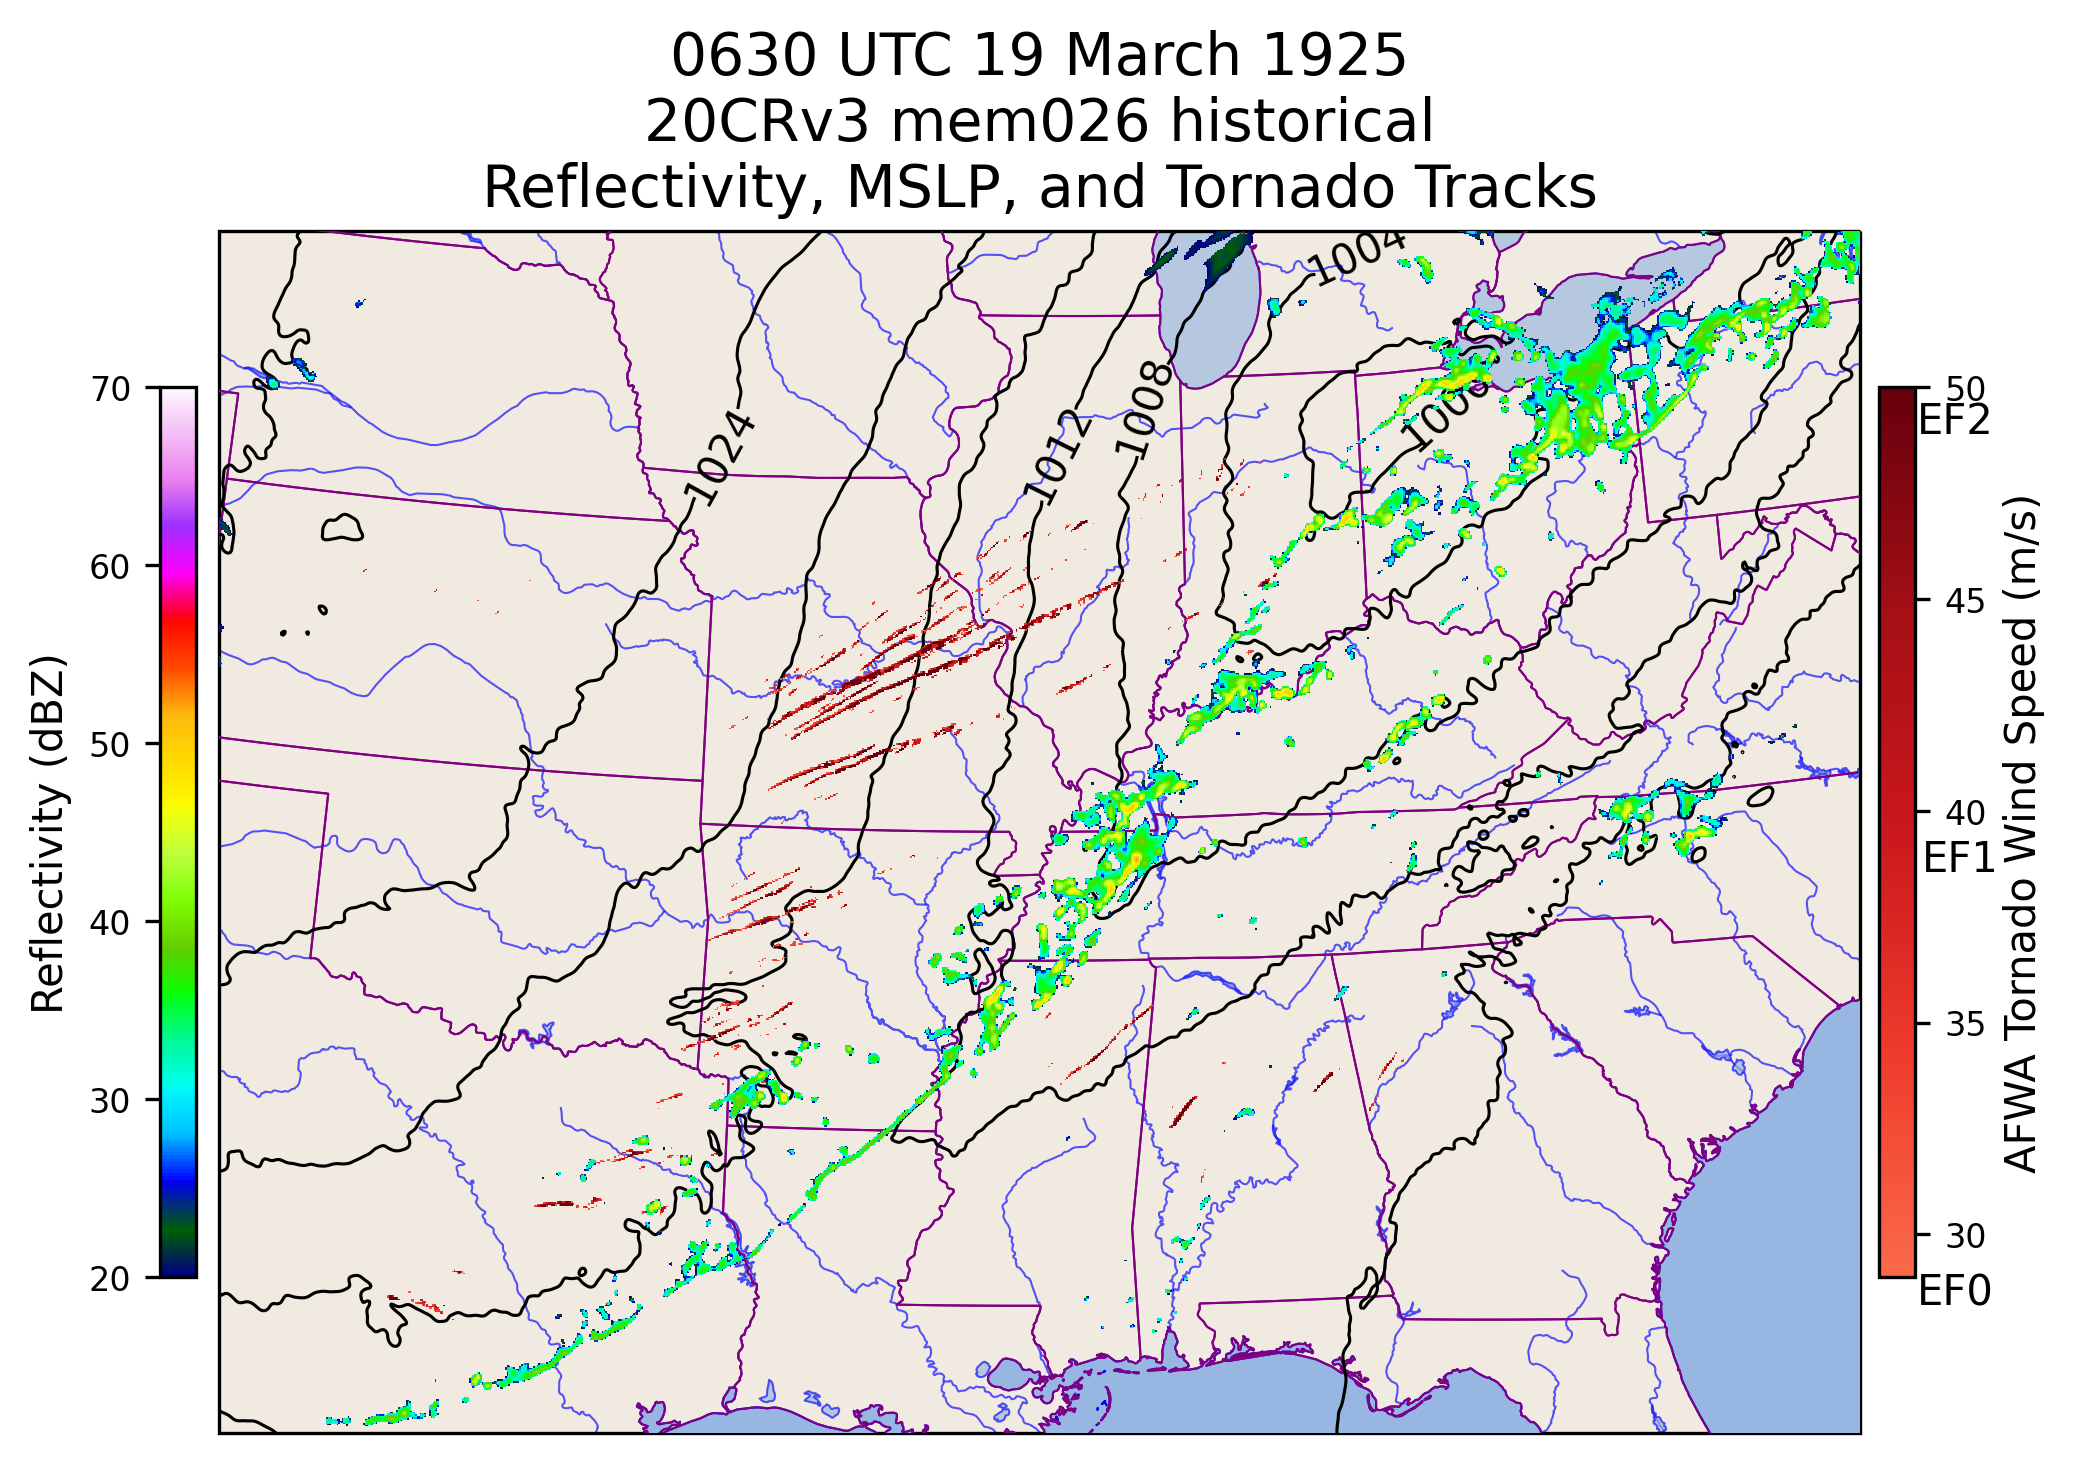 0630 UTC 19 March 1925
20CRv3 mem026 historical
Reflectivity, MSLP, and Tornado Tracks
1004
1024
1012
1008
1000
Reflectivity (dBZ)
70
60
50
40
30
20
50
EF2
45
40
EF1
35
30
EF0
AFWA Tornado Wind Speed (m/s)